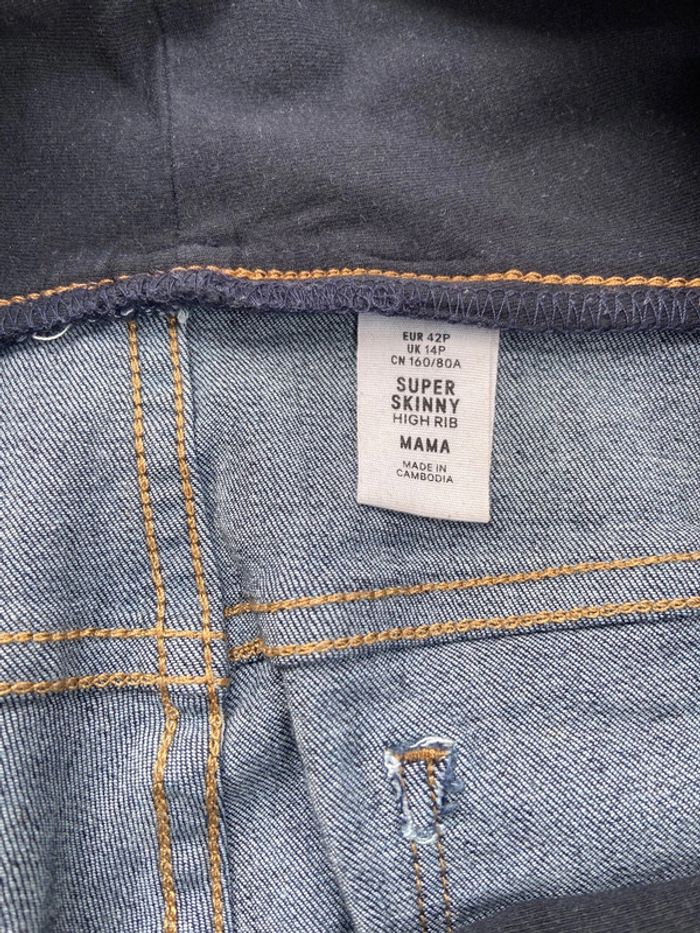 EUR 42P
UK 14P
CN 160/80A
SUPER
SKINNY
HIGH RIB
MAMA
MADE IN
CAMBODIA